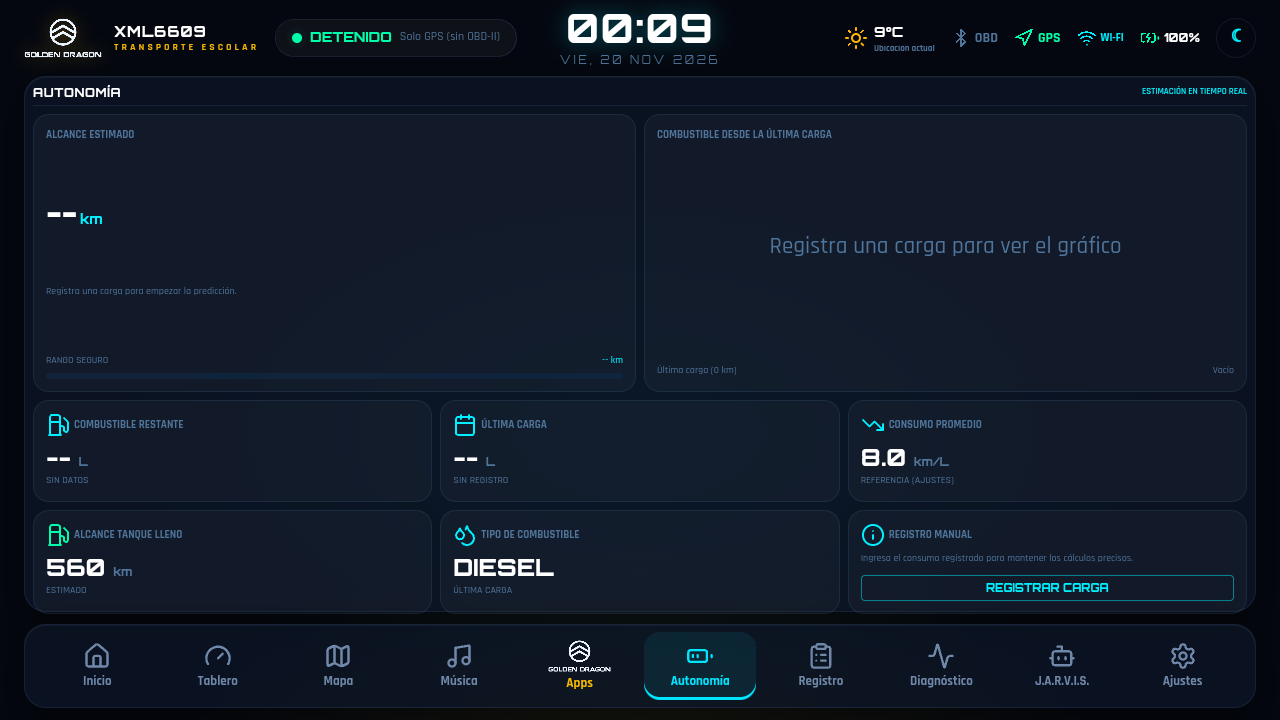 GOLDEN DRAGON
XML6609
TRANSPORTE ESCOLAR
DETENIDO Solo GPS (sin OBD-II)
00:09
VIE, 20 NOV 2026
9°C
Ubicación actual
OBD
GPS
WI-FI
100%
AUTONOMÍA
ESTIMACIÓN EN TIEMPO REAL
ALCANCE ESTIMADO
-- km
Registra una carga para empezar la predicción.
RANGO SEGURO
-- km
COMBUSTIBLE DESDE LA ÚLTIMA CARGA
Registra una carga para ver el gráfico
Última carga (0 km)
Vacío
COMBUSTIBLE RESTANTE
-- L
SIN DATOS
ÚLTIMA CARGA
-- L
SIN REGISTRO
CONSUMO PROMEDIO
8.0 km/L
REFERENCIA (AJUSTES)
ALCANCE TANQUE LLENO
560 km
ESTIMADO
TIPO DE COMBUSTIBLE
DIESEL
ÚLTIMA CARGA
REGISTRO MANUAL
Ingresa el consumo registrado para mantener los cálculos precisos.
REGISTRAR CARGA
Inicio
Tablero
Mapa
Música
GOLDEN DRAGON
Apps
Autonomía
Registro
Diagnóstico
J.A.R.V.I.S.
Ajustes